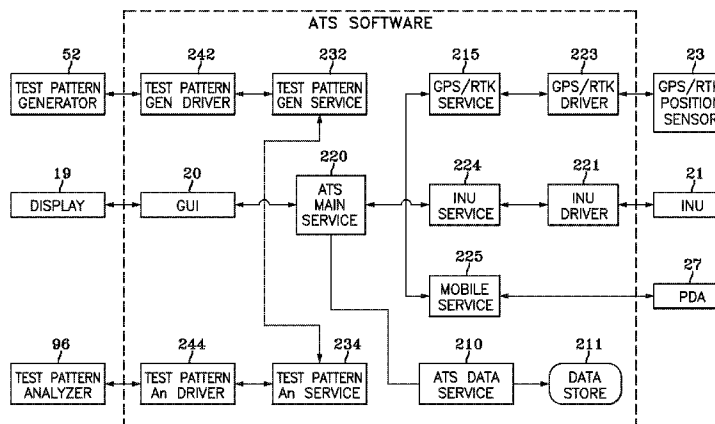 ATS SOFTWARE
52
TEST PATTERN
GENERATOR
242
TEST PATTERN
GEN DRIVER
232
TEST PATTERN
GEN SERVICE
215
GPS/RTK
SERVICE
223
GPS/RTK
DRIVER
23
GPS/RTK
POSITION
SENSOR
19
DISPLAY
20
GUI
220
ATS
MAIN
SERVICE
224
INU
SERVICE
221
INU
DRIVER
21
INU
225
MOBILE
SERVICE
27
PDA
96
TEST PATTERN
ANALYZER
244
TEST PATTERN
An DRIVER
234
TEST PATTERN
An SERVICE
210
ATS DATA
SERVICE
211
DATA
STORE